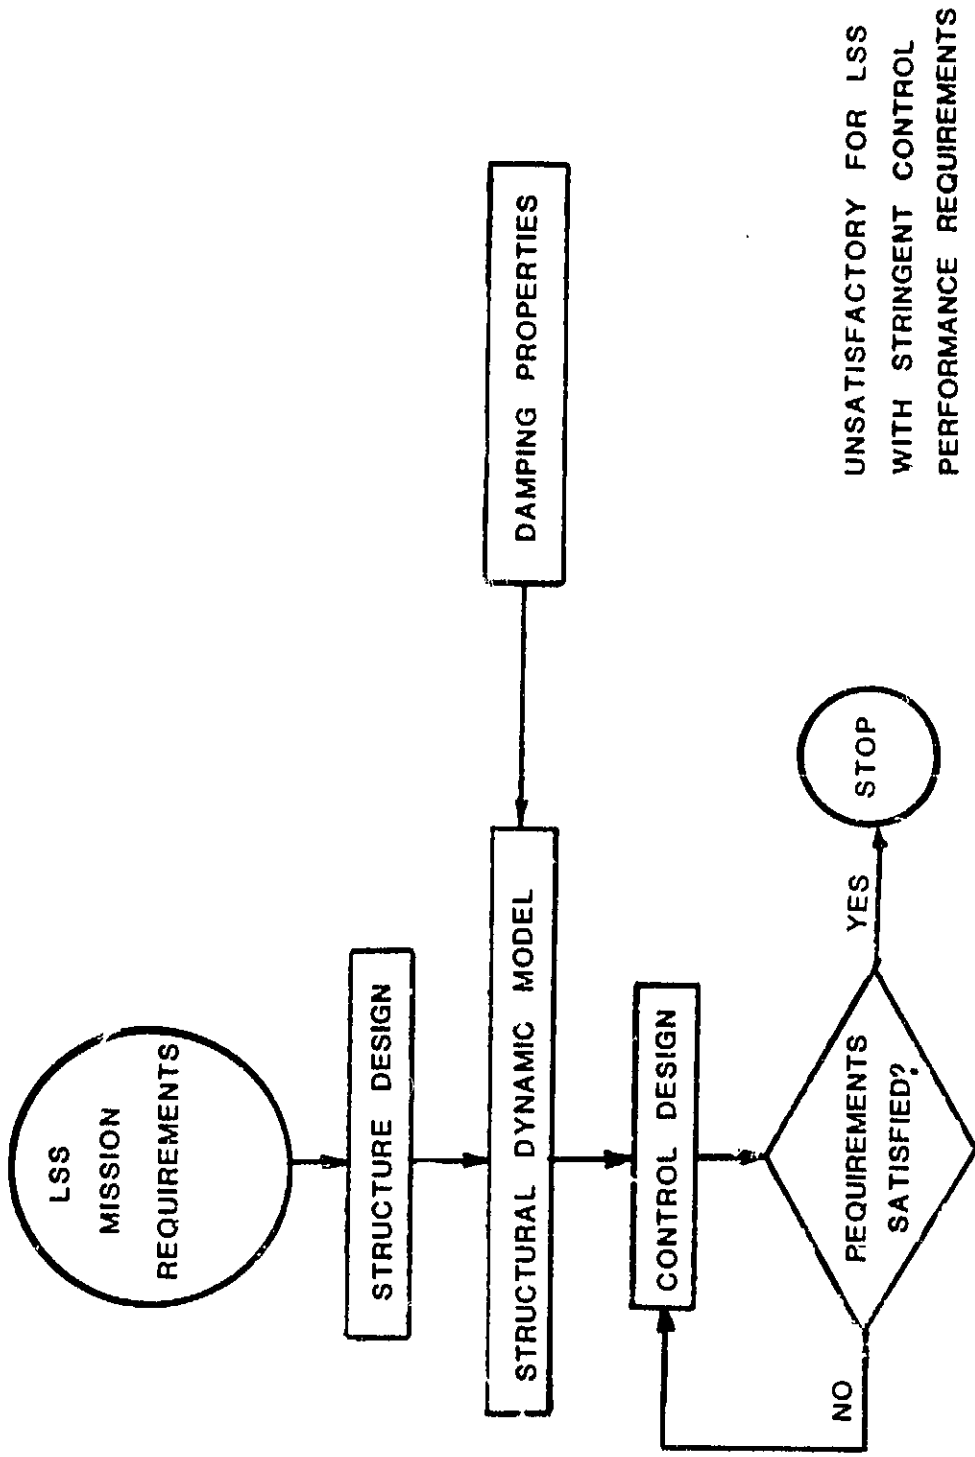 LSS
MISSION
REQUIREMENTS
STRUCTURE DESIGN
STRUCTURAL DYNAMIC MODEL
DAMPING PROPERTIES
CONTROL DESIGN
REQUIREMENTS
SATISFIED?
NO
YES
STOP
UNSATISFACTORY FOR LSS
WITH STRINGENT CONTROL
PERFORMANCE REQUIREMENTS